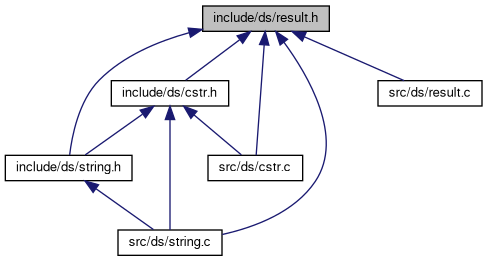 include/ds/result.h
include/ds/cstr.h
src/ds/result.c
include/ds/string.h
src/ds/cstr.c
src/ds/string.c